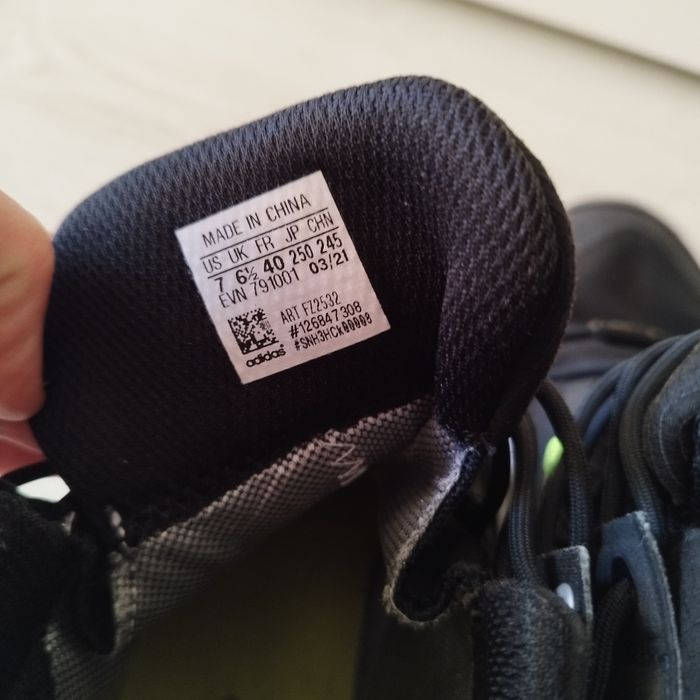 MADE IN CHINA
US UK FR JP CHN
7 6½ 40 250 245
EVN 791001 03/21
ART FZ2532
#126847308
#SNH3HCk00008
adidas